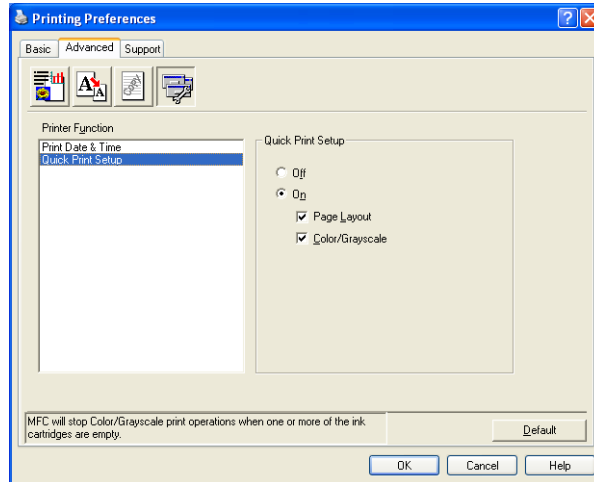 Printing Preferences
Basic Advanced Support
Printer Function
Print Date & Time
Quick Print Setup
Quick Print Setup
Off
On
Page Layout
Color/Grayscale
MFC will stop Color/Grayscale print operations when one or more of the ink
cartridges are empty.
Default
OK Cancel Help